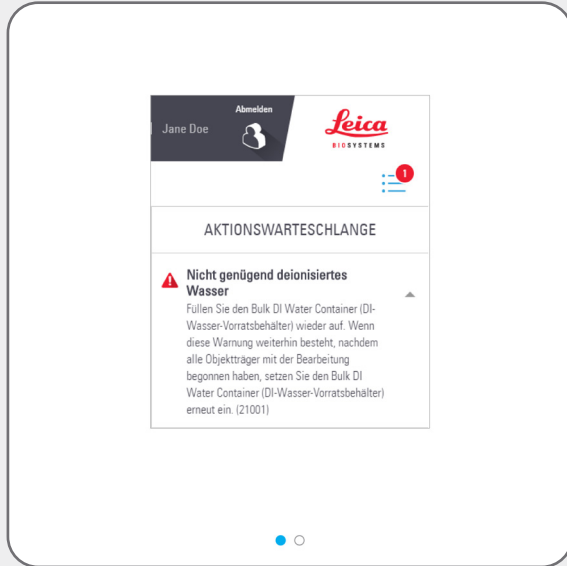 Abmelden
Jane Doe
Leica
BIOSYSTEMS
1
AKTIONSWARTESCHLANGE
Nicht genügend deionisiertes
Wasser
Füllen Sie den Bulk DI Water Container (DI-
Wasser-Vorratsbehälter) wieder auf. Wenn
diese Warnung weiterhin besteht, nachdem
alle Objektträger mit der Bearbeitung
begonnen haben, setzen Sie den Bulk DI
Water Container (DI-Wasser-Vorratsbehälter)
erneut ein. (21001)